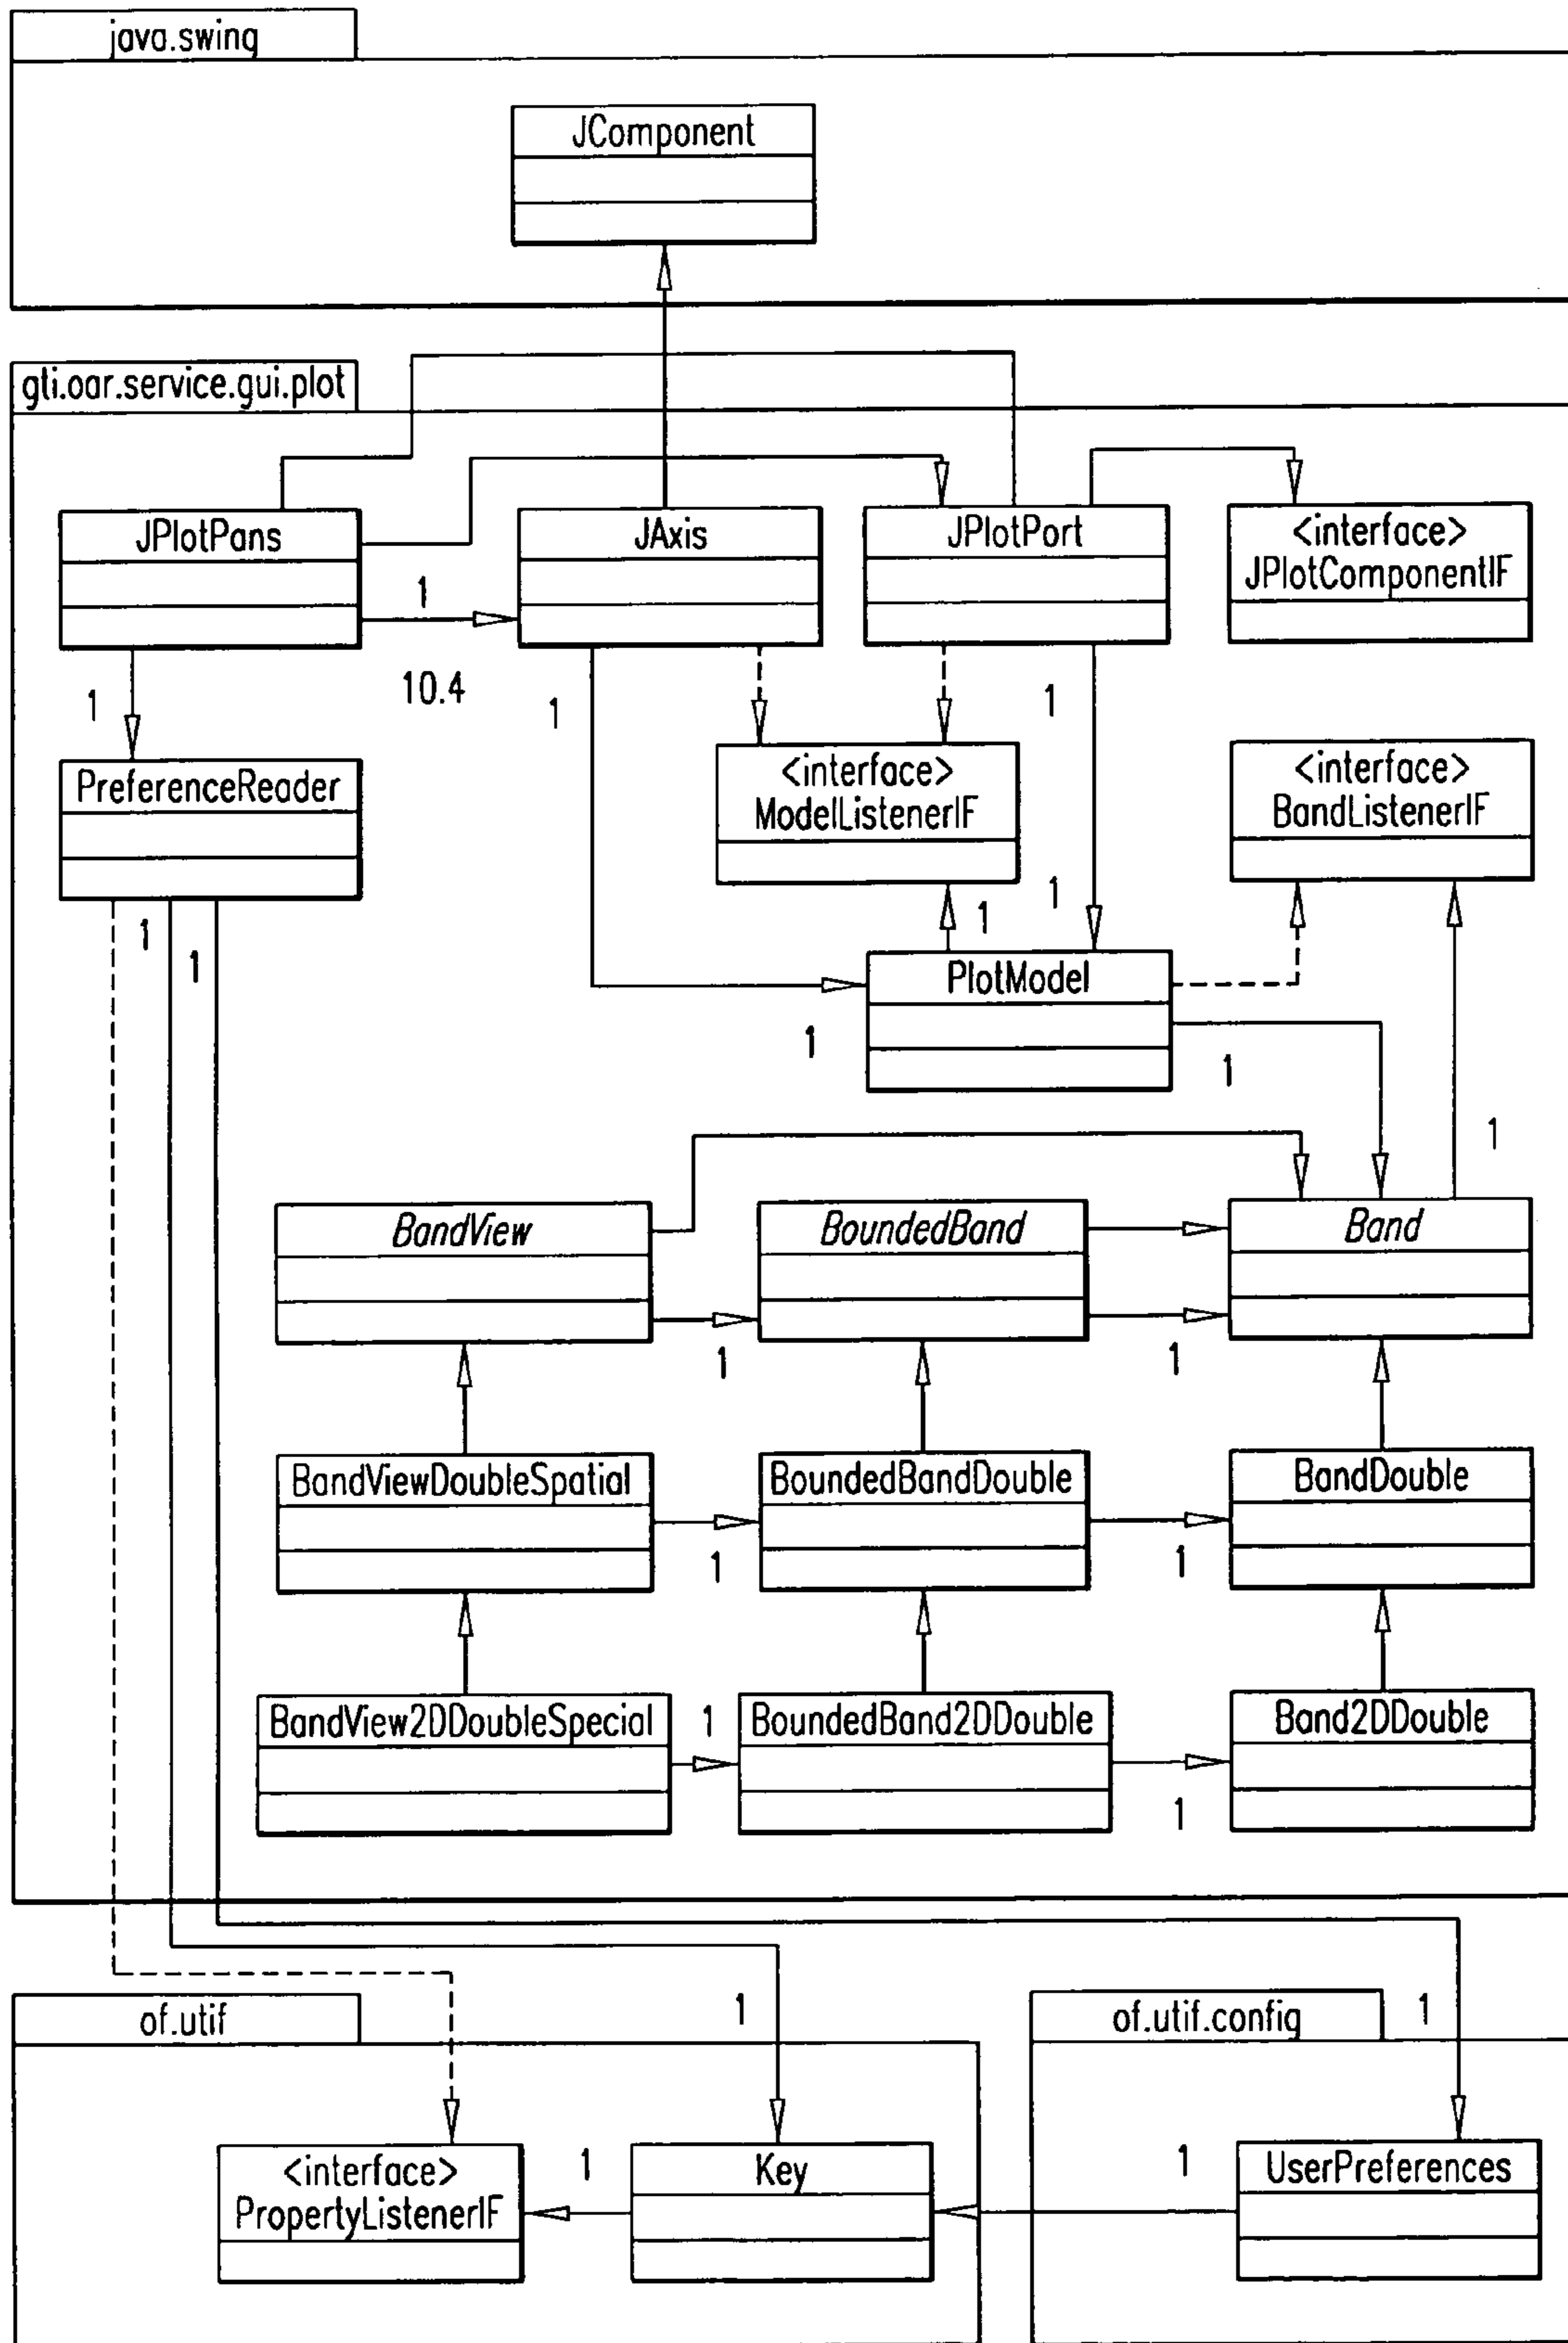 java.swing
JComponent
gti.oar.service.gui.plot
JPlotPans
JAxis
JPlotPort
<interface>
JPlotComponentIF
1
10.4
1
1
1
PreferenceReader
<interface>
ModelListenerIF
<interface>
BandListenerIF
1
1
1
1
PlotModel
1
1
1
BandView
BoundedBand
Band
1
1
BandViewDoubleSpatial
BoundedBandDouble
BandDouble
1
1
BandView2DDoubleSpecial
1
BoundedBand2DDouble
Band2DDouble
1
of.utif
1
of.utif.config
1
<interface>
PropertyListenerIF
1
Key
1
UserPreferences